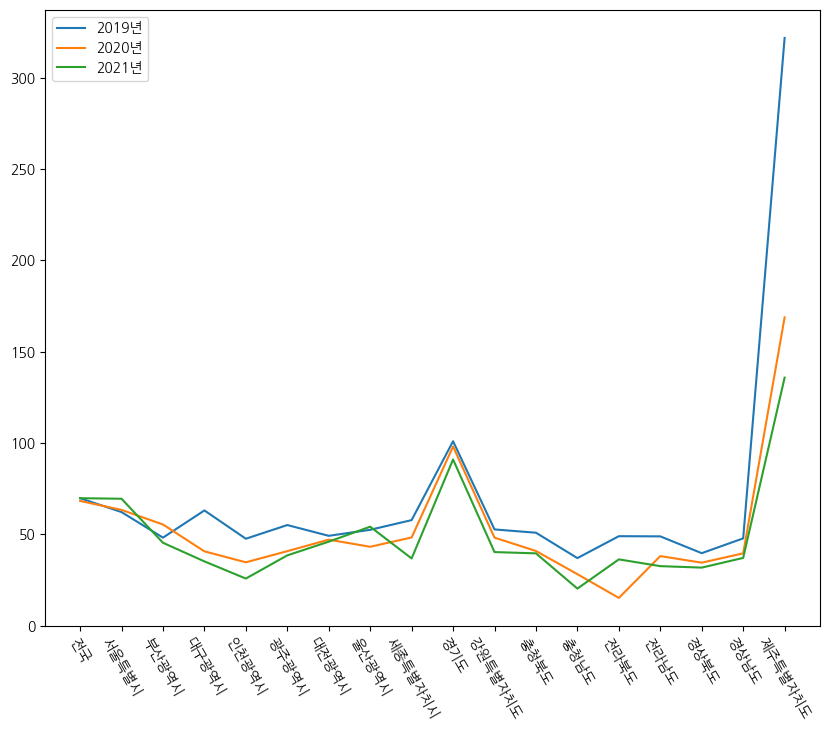 2019년
2020년
2021년
300
250
200
150
100
50
0
전국
서울특별시
부산광역시
대구광역시
인천광역시
광주광역시
대전광역시
울산광역시
세종특별자치시
경기도
강원특별자치도
충청북도
충청남도
전라북도
전라남도
경상북도
경상남도
제주특별자치도